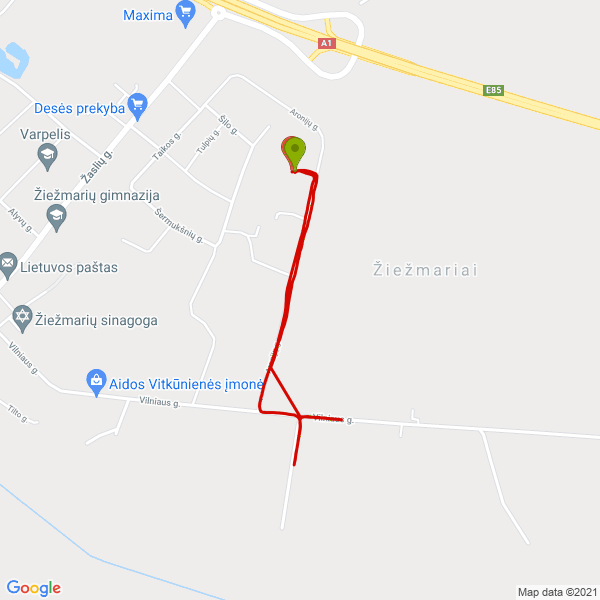 Maxima
A1
E85
Desės prekyba
Aronijų g.
Šilo g.
Varpelis
Taikos g.
Tulpių g.
Žaslių g.
Žiežmarių gimnazija
Alyvų g.
Šermukšnių g.
Lietuvos paštas
Žiežmariai
Žiežmarių sinagoga
Vilniaus g.
Aidos Vitkūnienės įmonė
Vilniaus g.
Tilto g.
Vilniaus g.
Google
Map data ©2021